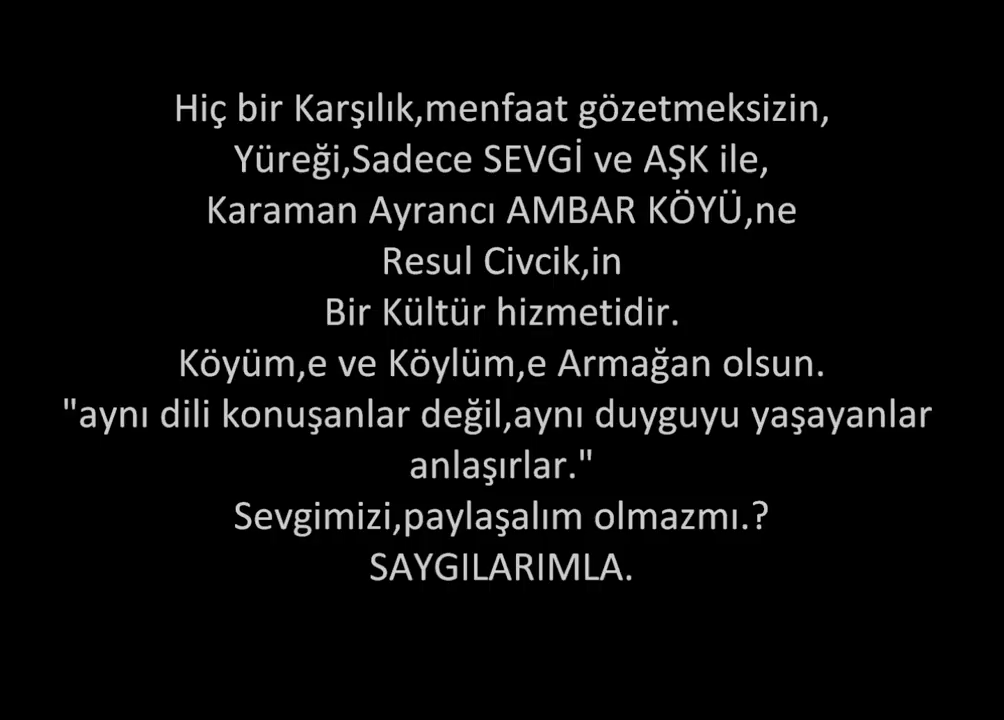 Hiç bir Karşılık,menfaat gözetmeksizin,
Yüreği,Sadece SEVGİ ve AŞK ile,
Karaman Ayrancı AMBAR KÖYÜ,ne
Resul Civcik,in
Bir Kültür hizmetidir.
Köyüm,e ve Köylüm,e Armağan olsun.
"aynı dili konuşanlar değil,aynı duyguyu yaşayanlar
anlaşırlar."
Sevgimizi,paylaşalım olmazmı.?
SAYGILARIMLA.